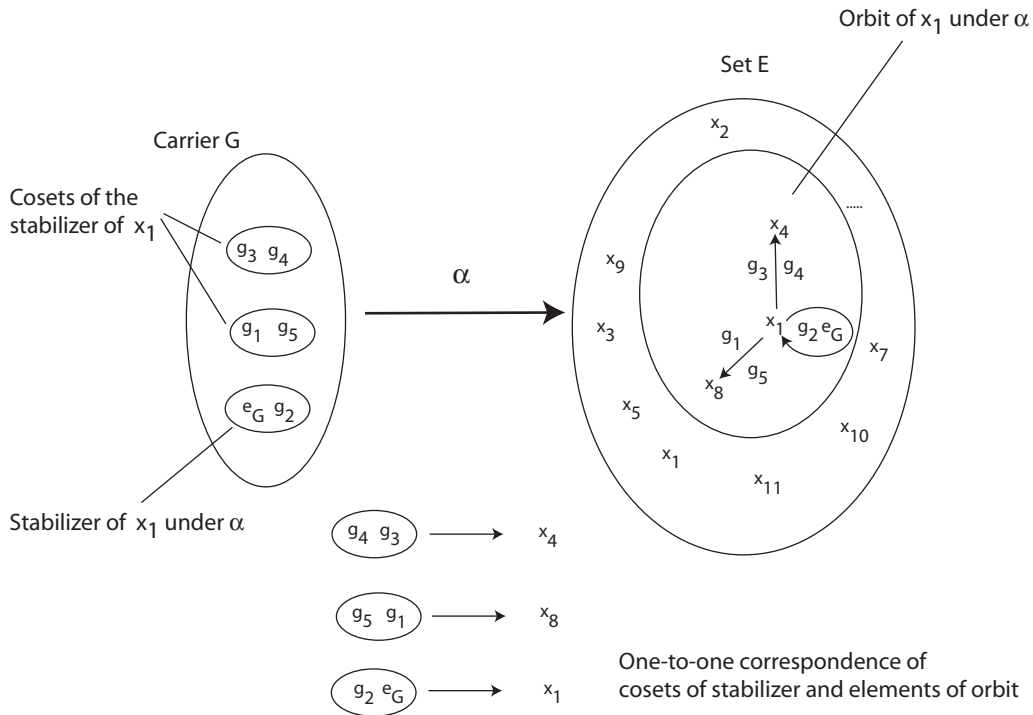 Orbit of x1 under α
Set E
x2
Carrier G
Cosets of the
stabilizer of x1
g3 g4
g1 g5
eG g2
Stabilizer of x1 under α
α
.....
x4
x9
g3 g4
x3
x1 g2 eG
g1
x7
g5
x8
x5
x10
x1
x11
g4 g3 x4
g5 g1 x8
g2 eG x1
One-to-one correspondence of
cosets of stabilizer and elements of orbit